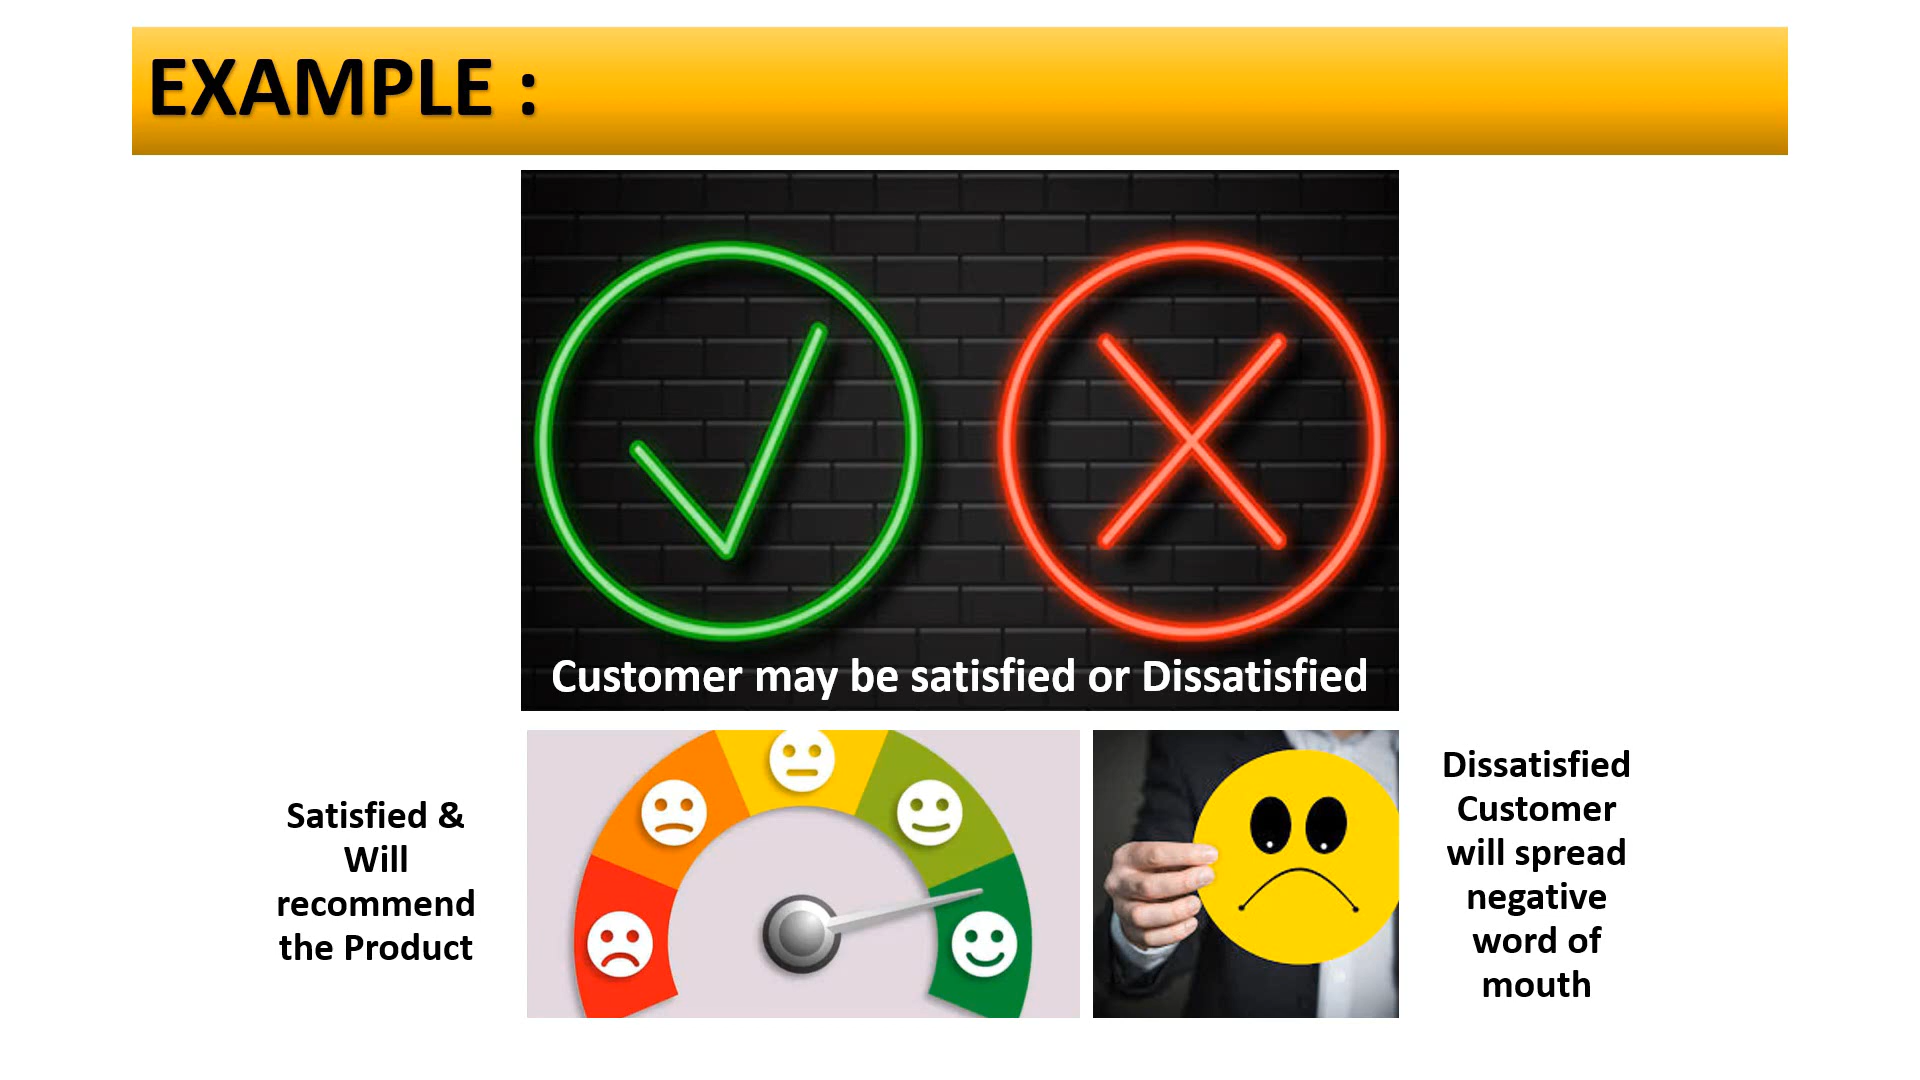 EXAMPLE :
Customer may be satisfied or Dissatisfied
Satisfied &
Will
recommend
the Product
Dissatisfied
Customer
will spread
negative
word of
mouth